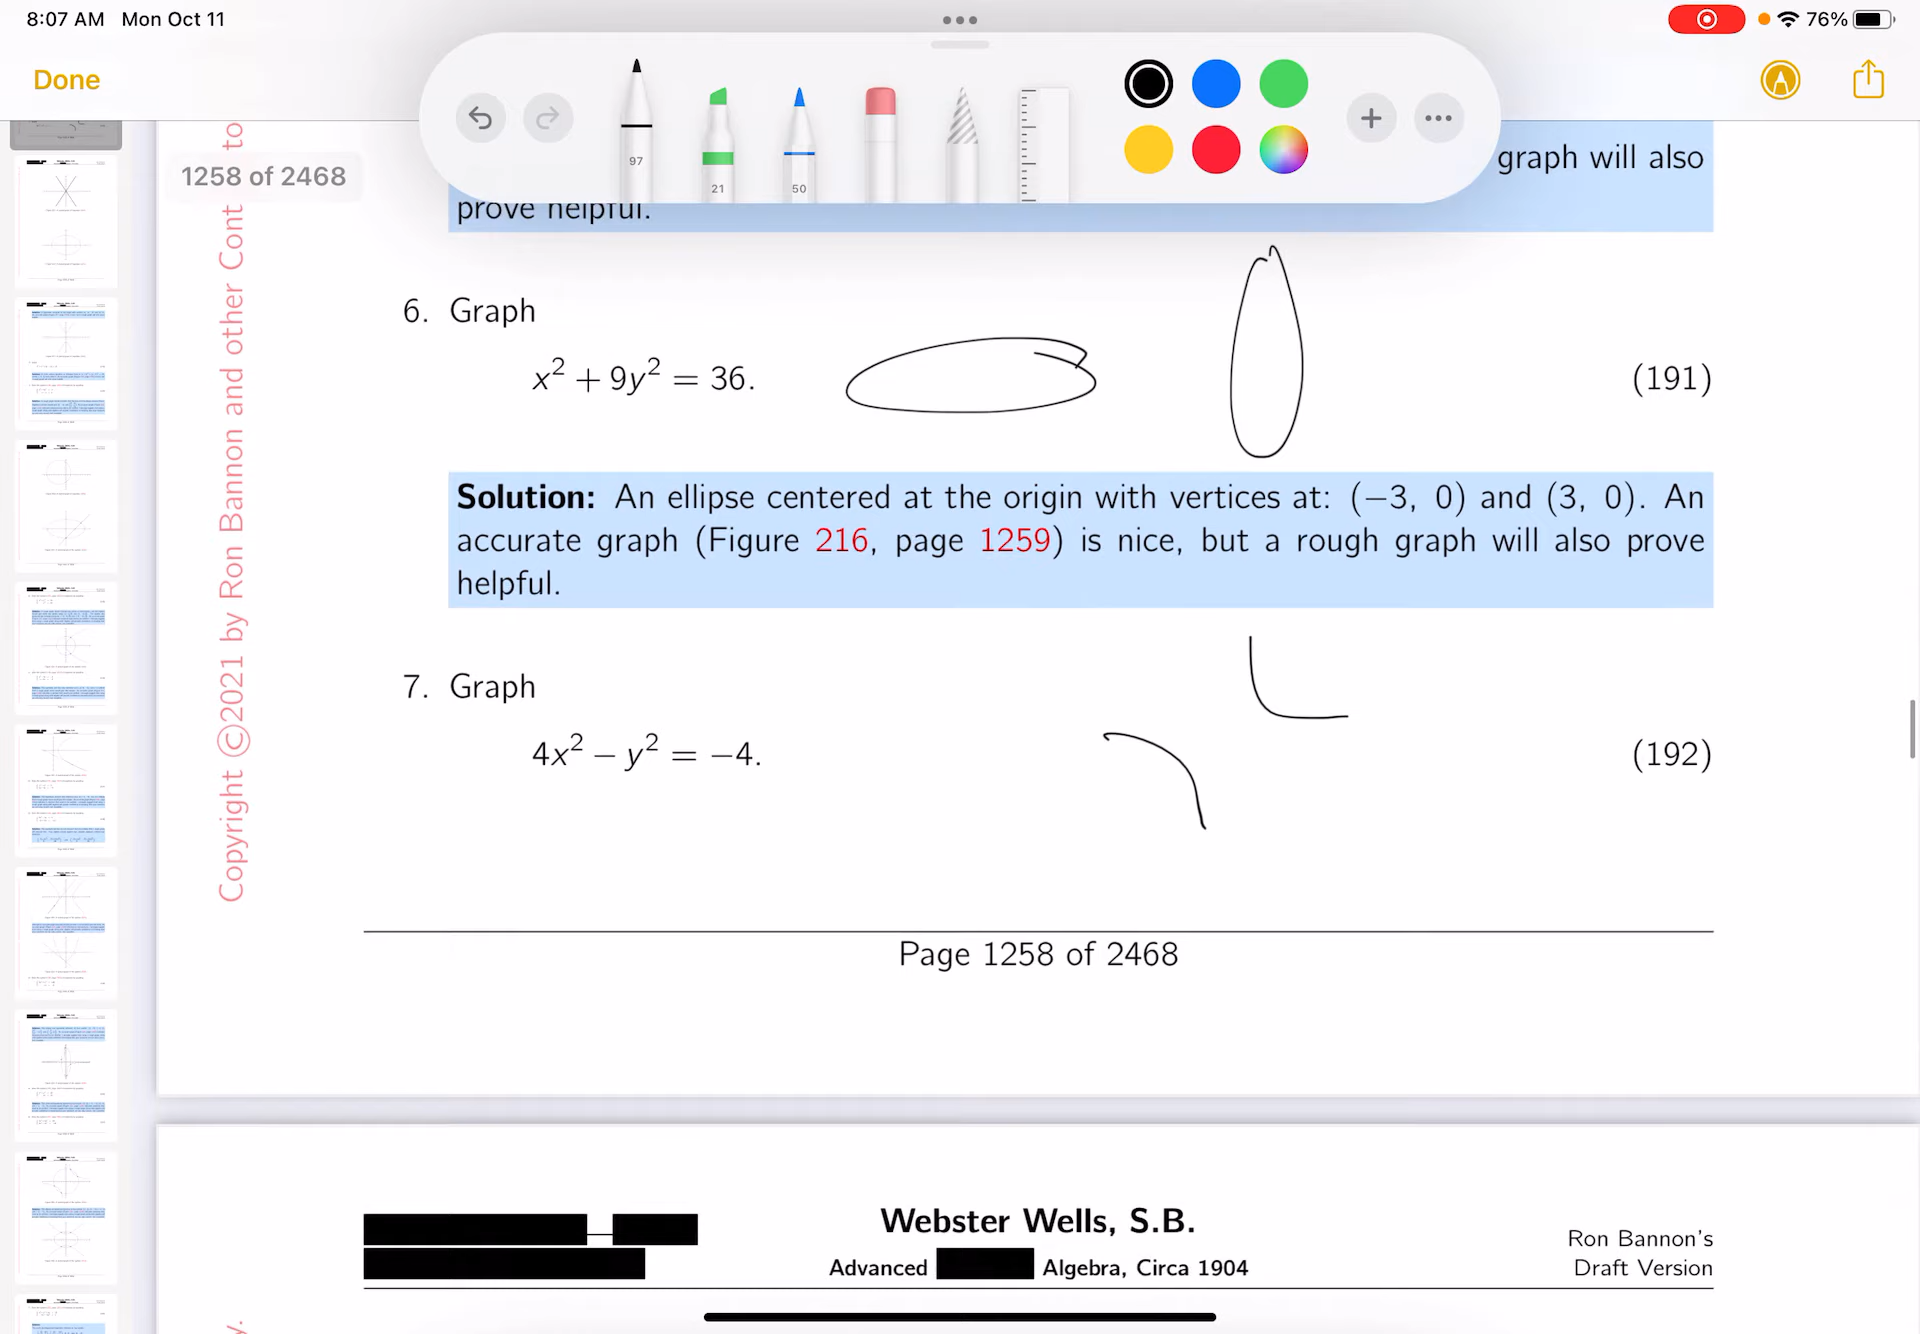 8:07 AM Mon Oct 11
76%
Done
97
21
50
1258 of 2468
Copyright ©2021 by Ron Bannon and other Cont to
graph will also
prove helpful.
6. Graph
x² + 9y² = 36.
(191)
Solution: An ellipse centered at the origin with vertices at: (−3, 0) and (3, 0). An
accurate graph (Figure 216, page 1259) is nice, but a rough graph will also prove
helpful.
7. Graph
4x² − y² = −4.
(192)
Page 1258 of 2468
Webster Wells, S.B.
Advanced Algebra, Circa 1904
Ron Bannon's
Draft Version
y.